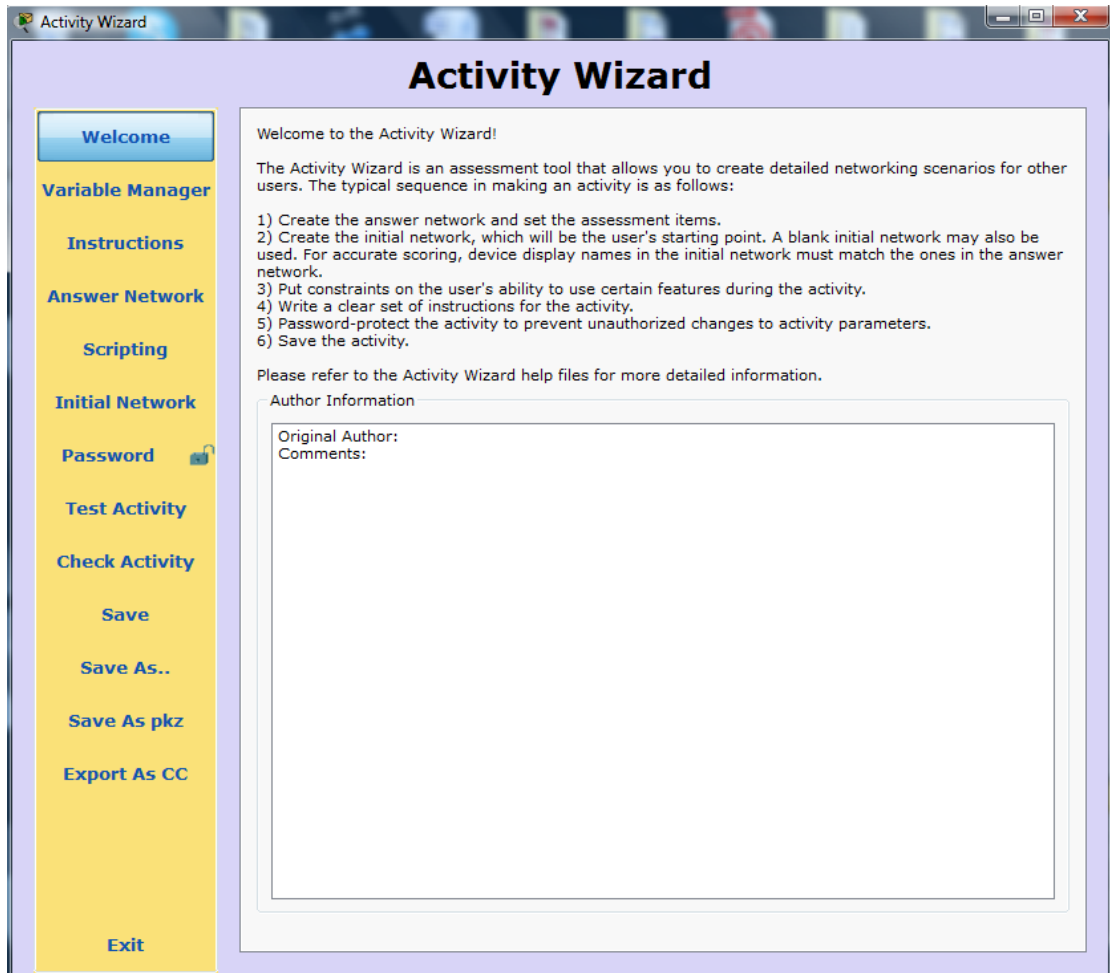 Activity Wizard
Activity Wizard
Welcome
Variable Manager
Instructions
Answer Network
Scripting
Initial Network
Password
Test Activity
Check Activity
Save
Save As..
Save As pkz
Export As CC
Exit
Welcome to the Activity Wizard!
The Activity Wizard is an assessment tool that allows you to create detailed networking scenarios for other
users. The typical sequence in making an activity is as follows:
1) Create the answer network and set the assessment items.
2) Create the initial network, which will be the user's starting point. A blank initial network may also be
used. For accurate scoring, device display names in the initial network must match the ones in the answer
network.
3) Put constraints on the user's ability to use certain features during the activity.
4) Write a clear set of instructions for the activity.
5) Password-protect the activity to prevent unauthorized changes to activity parameters.
6) Save the activity.
Please refer to the Activity Wizard help files for more detailed information.
Author Information
Original Author:
Comments: